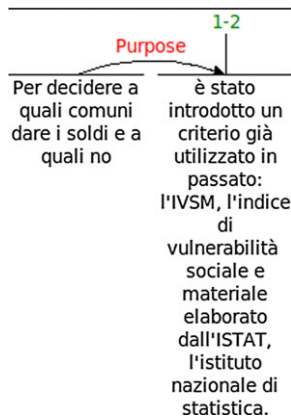 1-2
Purpose
Per decidere a
quali comuni
dare i soldi e a
quali no
è stato
introdotto un
criterio già
utilizzato in
passato:
l'IVSM, l'indice
di
vulnerabilità
sociale e
materiale
elaborato
dall'ISTAT,
l'istituto
nazionale di
statistica.